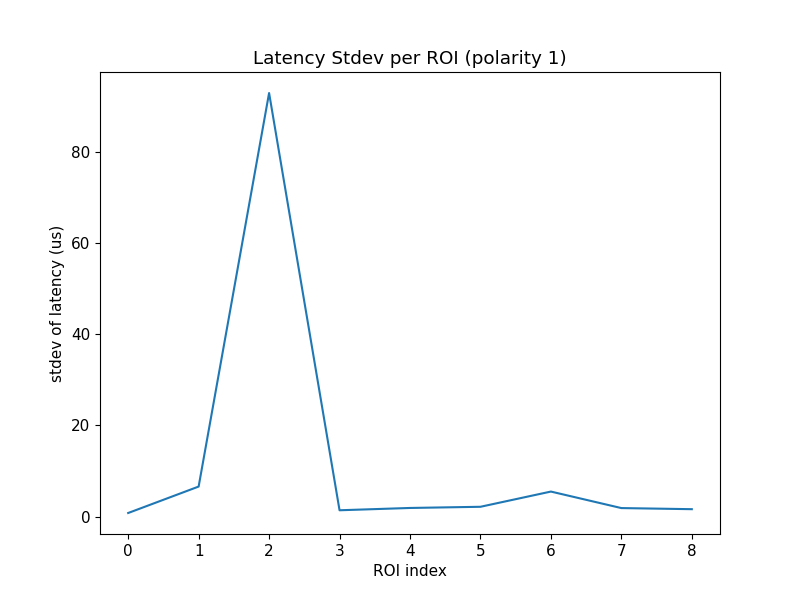 Latency Stdev per ROI (polarity 1)
stdev of latency (us)
80
60
40
20
0
0 1 2 3 4 5 6 7 8
ROI index